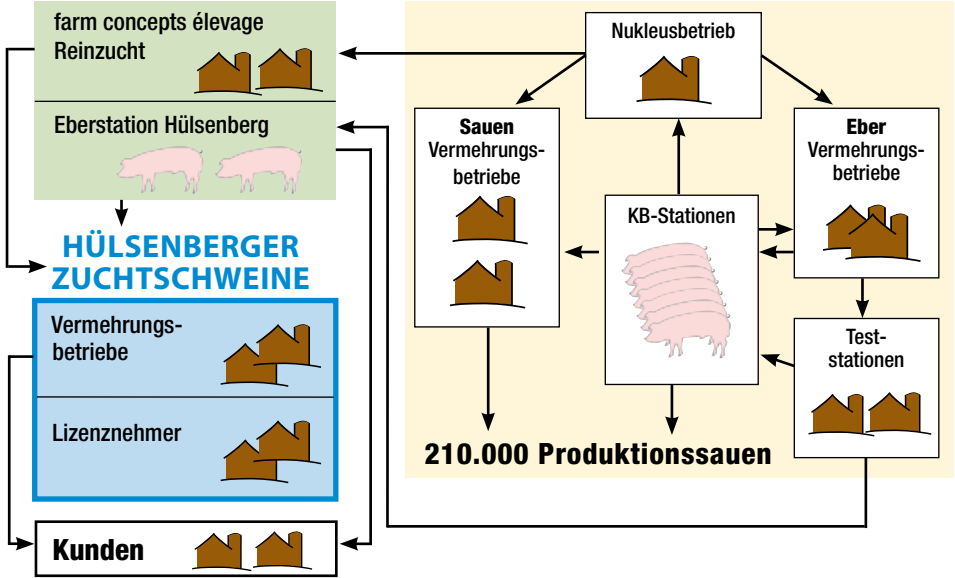 farm concepts élevage
Reinzucht
Eberstation Hülsenberg
HÜLSENBERGER
ZUCHTSCHWEINE
Vermehrungs-
betriebe
Lizenznehmer
Kunden
Nukleusbetrieb
Sauen
Vermehrungs-
betriebe
KB-Stationen
Eber
Vermehrungs-
betriebe
Test-
stationen
210.000 Produktionssauen